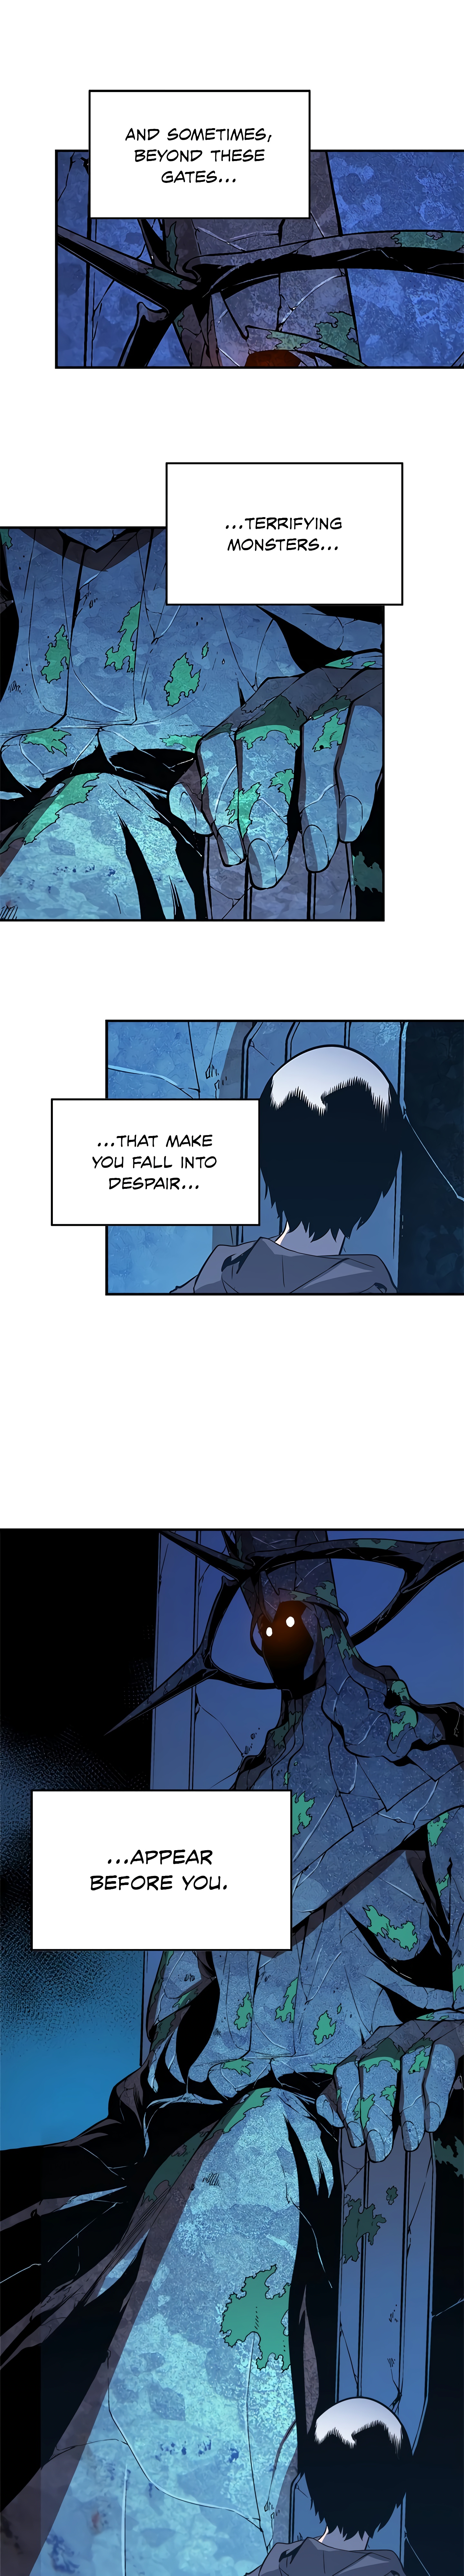 AND SOMETIMES,
BEYOND THESE
GATES...
...TERRIFYING
MONSTERS...
...THAT MAKE
YOU FALL INTO
DESPAIR...
...APPEAR
BEFORE YOU.